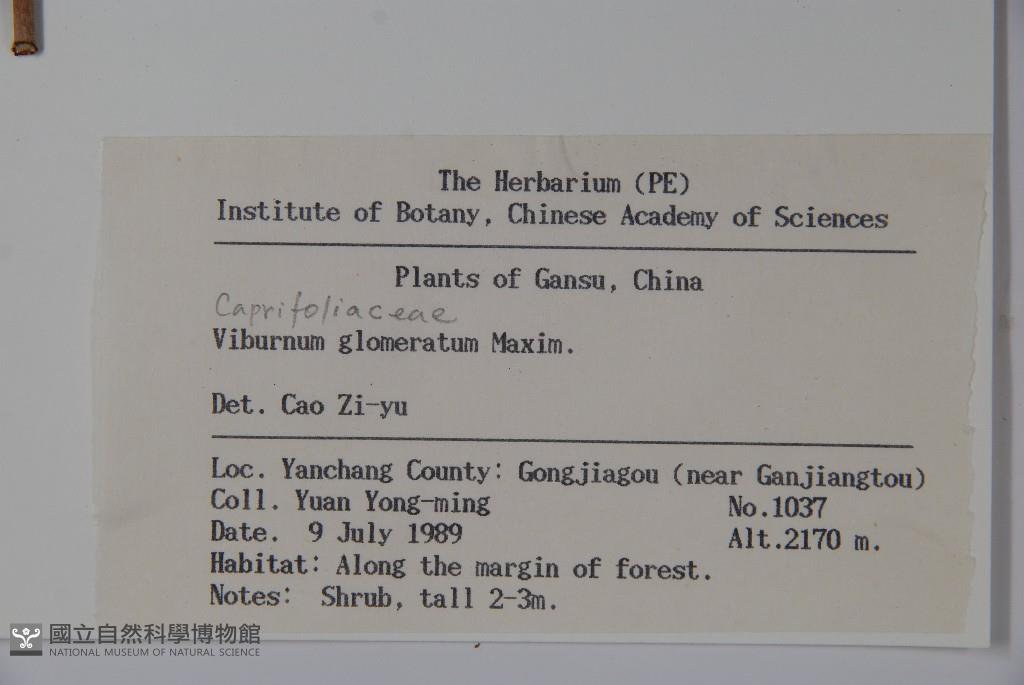 The Herbarium (PE)
Institute of Botany, Chinese Academy of Sciences
Plants of Gansu, China
Caprifoliaceae
Viburnum glomeratum Maxim.
Det. Cao Zi-yu
Loc. Yanchang County: Gongjiagou (near Ganjiangtou)
Coll. Yuan Yong-ming No.1037
Date. 9 July 1989 Alt.2170 m.
Habitat: Along the margin of forest.
Notes: Shrub, tall 2-3m.
國立自然科學博物館
NATIONAL MUSEUM OF NATURAL SCIENCE